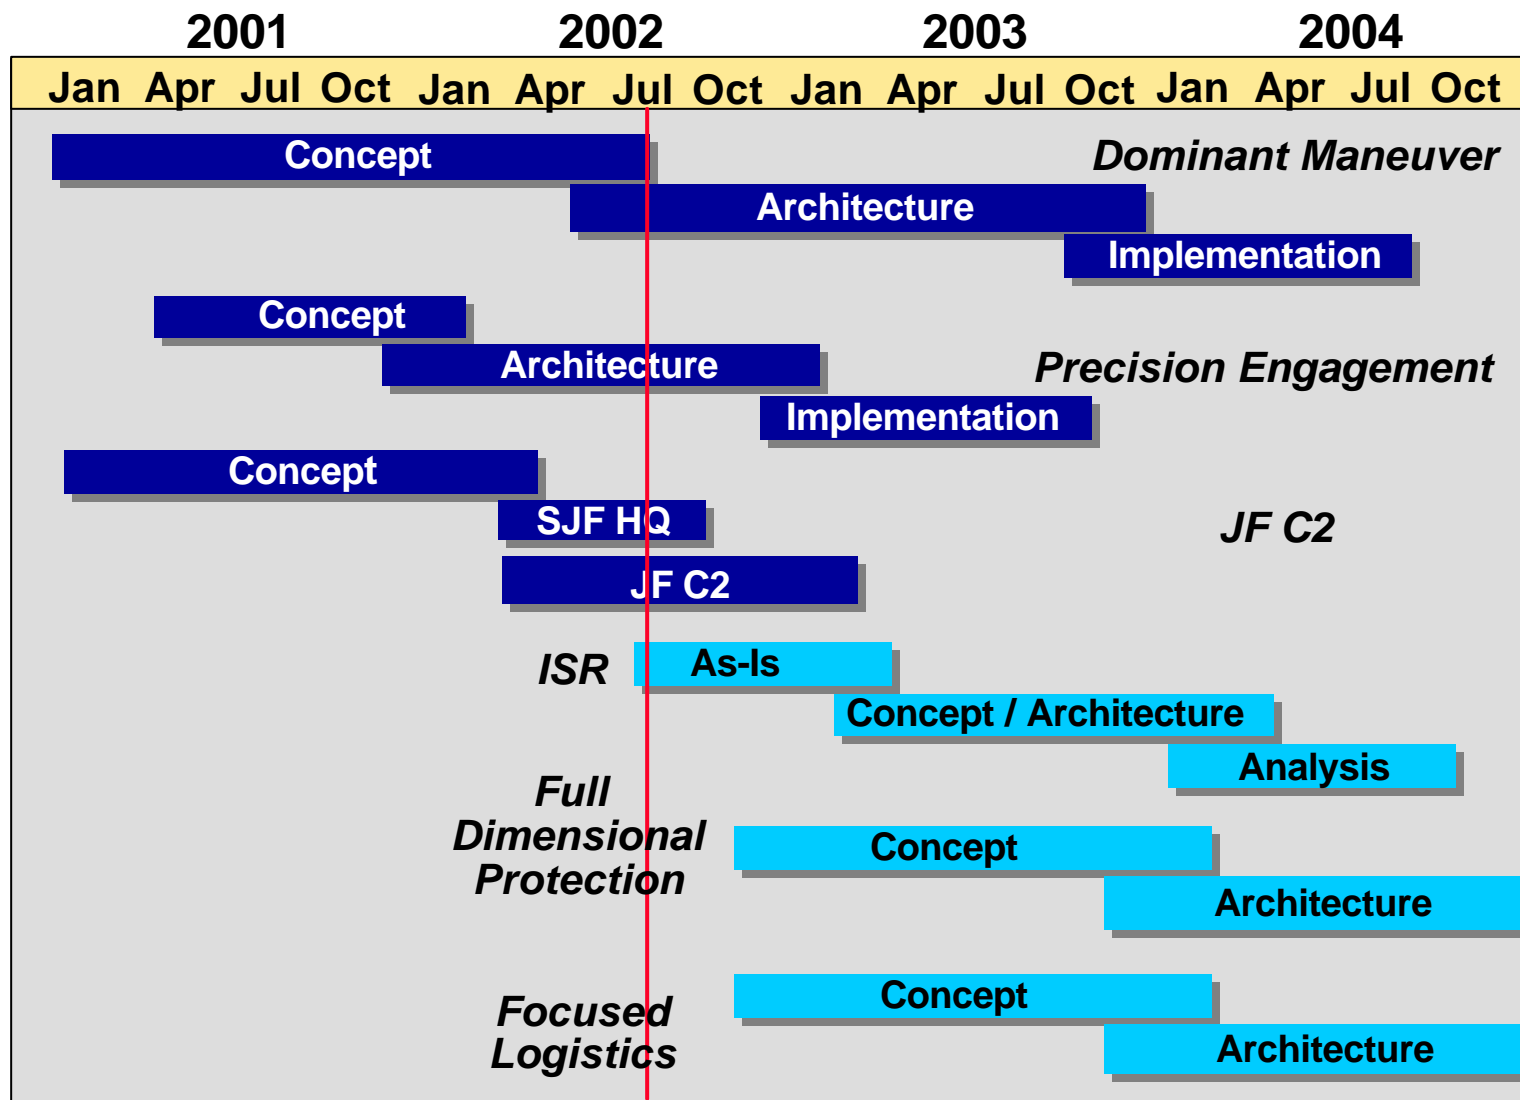 2001 2002 2003 2004
Jan Apr Jul Oct Jan Apr Jul Oct Jan Apr Jul Oct Jan Apr Jul Oct
Concept
Dominant Maneuver
Architecture
Implementation
Concept
Architecture
Precision Engagement
Implementation
Concept
SJF HQ
JF C2
JF C2
ISR
As-Is
Concept / Architecture
Analysis
Full
Dimensional
Protection
Concept
Architecture
Focused
Logistics
Concept
Architecture